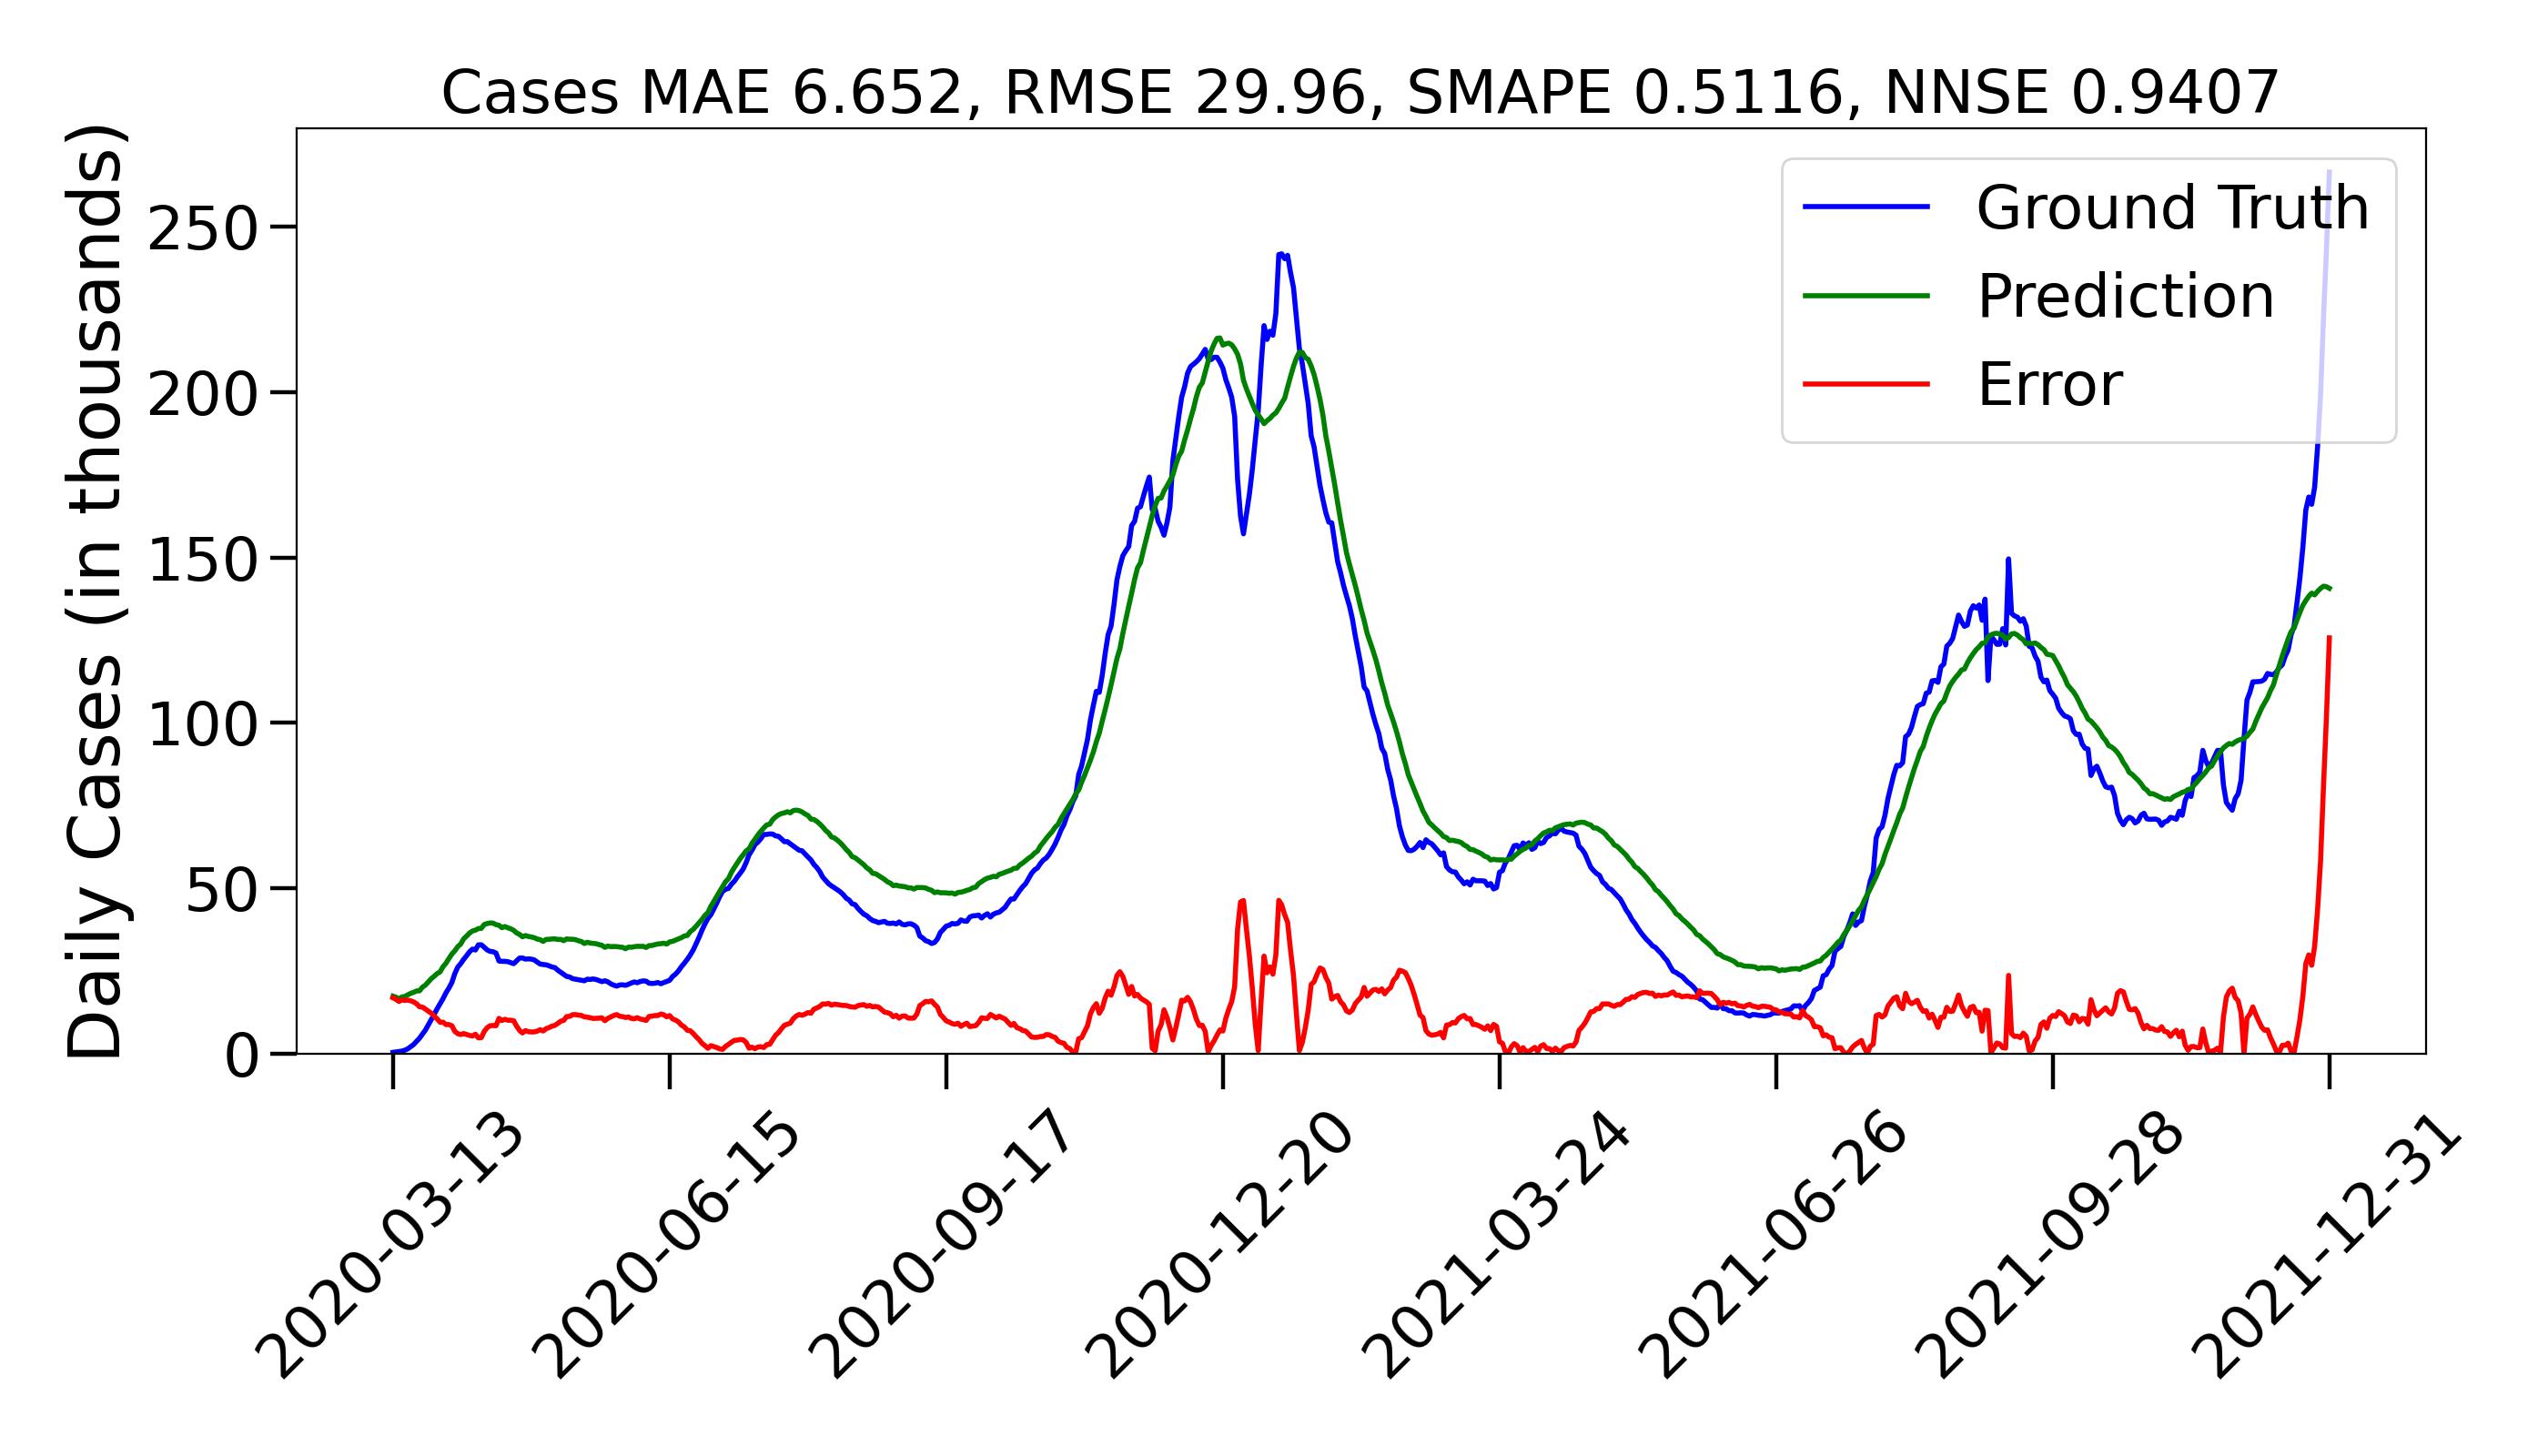 Cases MAE 6.652, RMSE 29.96, SMAPE 0.5116, NNSE 0.9407
Daily Cases (in thousands)
250
200
150
100
50
0
Ground Truth
Prediction
Error
2020-03-13
2020-06-15
2020-09-17
2020-12-20
2021-03-24
2021-06-26
2021-09-28
2021-12-31